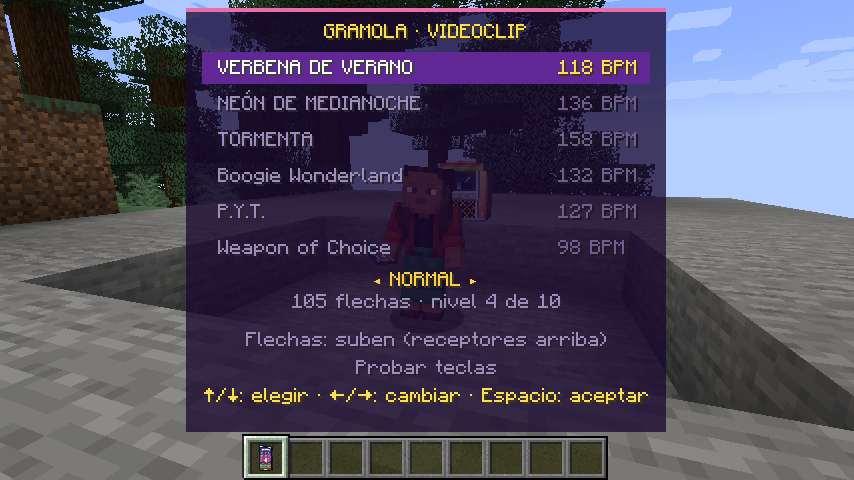 GRAMOLA · VIDEOCLIP
VERBENA DE VERANO 118 BPM
NEÓN DE MEDIANOCHE 136 BPM
TORMENTA 158 BPM
Boogie Wonderland 132 BPM
P.Y.T. 127 BPM
Weapon of Choice 98 BPM
◂ NORMAL ▸
105 flechas · nivel 4 de 10
Flechas: suben (receptores arriba)
Probar teclas
↑/↓: elegir · ←/→: cambiar · Espacio: aceptar